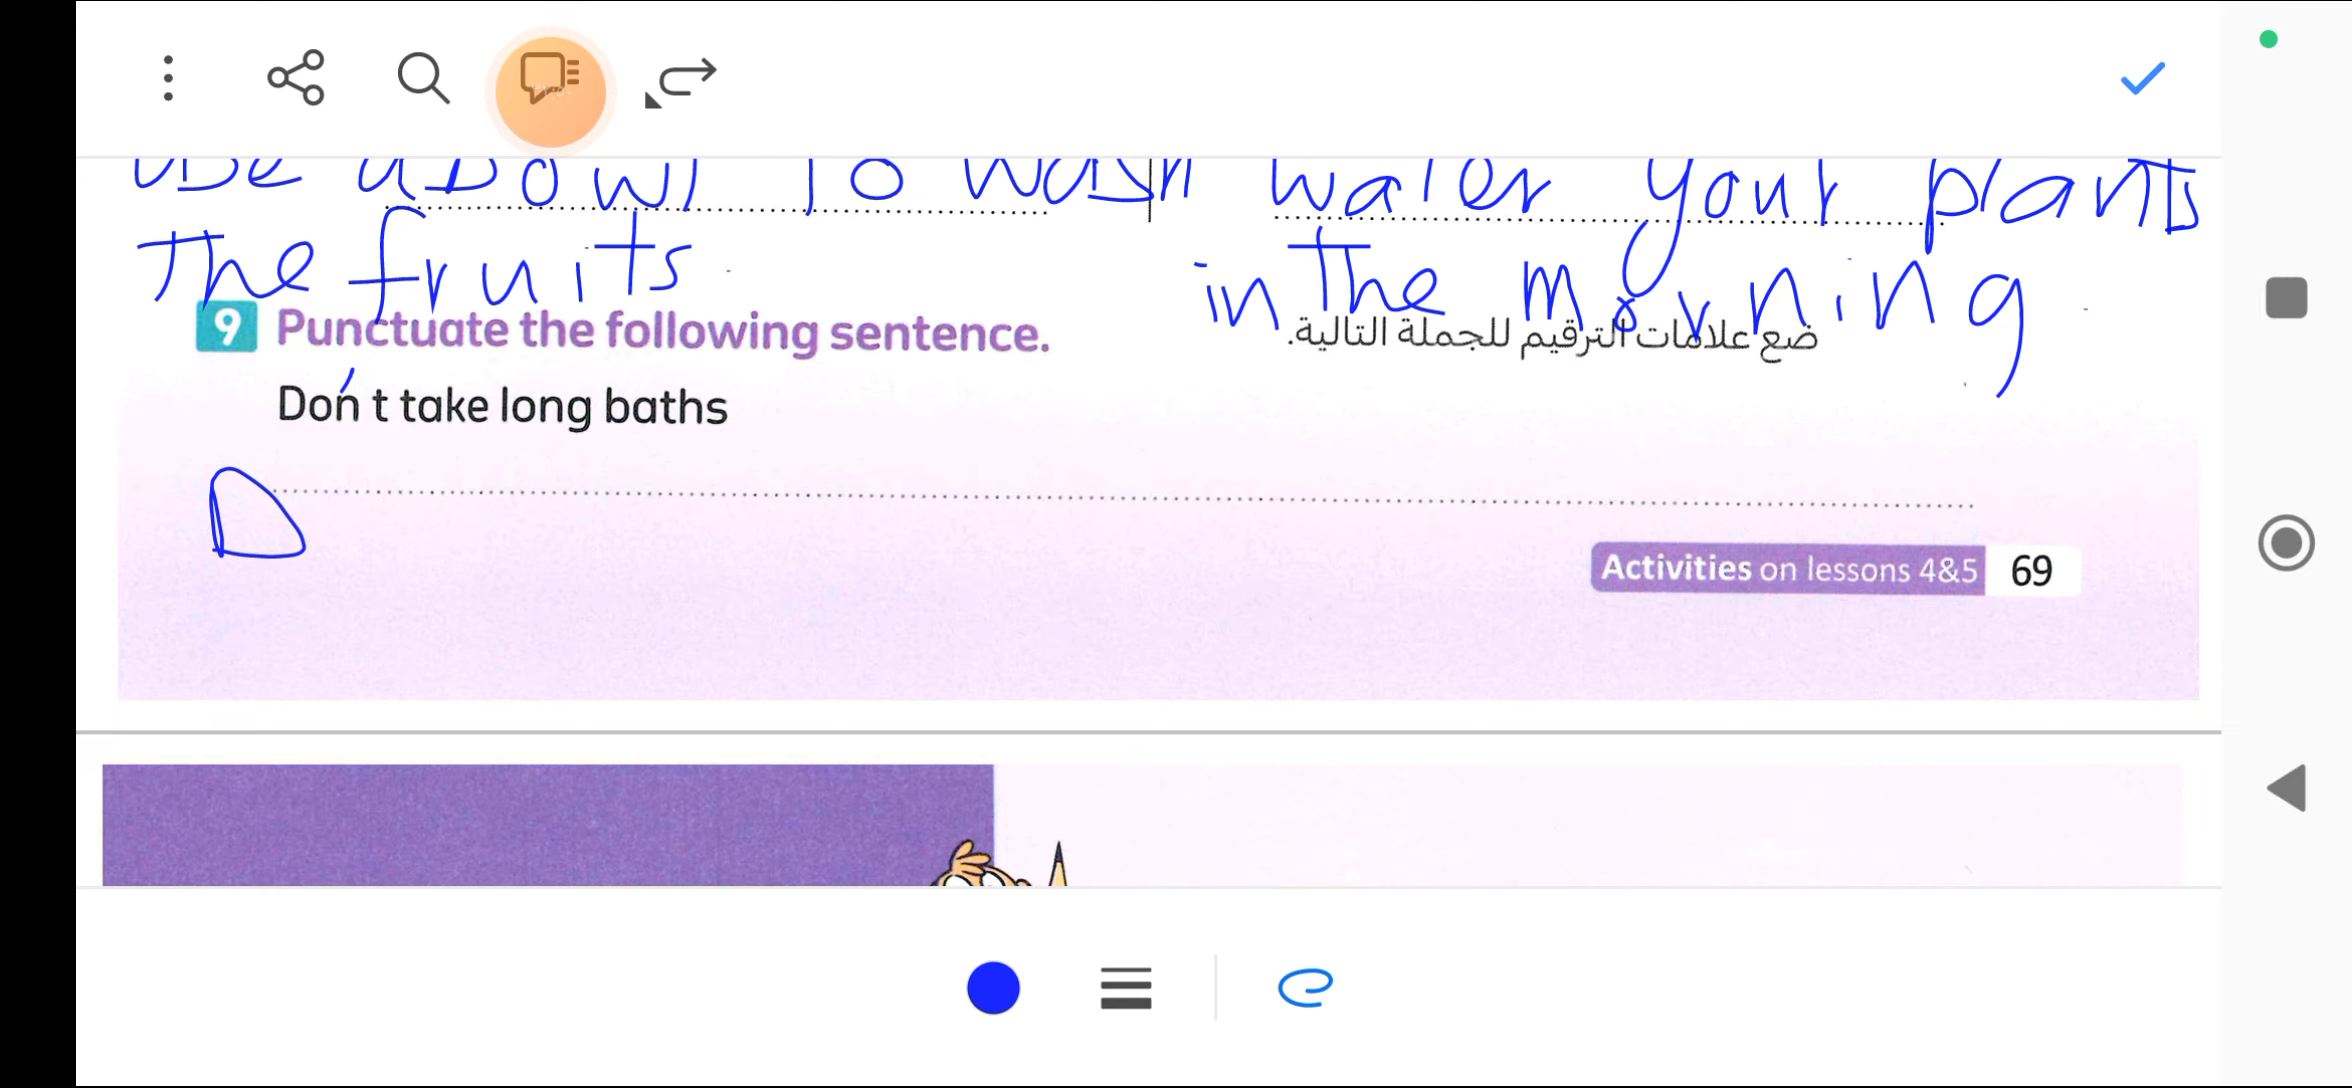 use a bowl to wash
the fruits
water your plants
in the morning
9 Punctuate the following sentence.
ضع علامات الترقيم للجملة التالية.
Don't take long baths
D
Activities on lessons 4&5 69